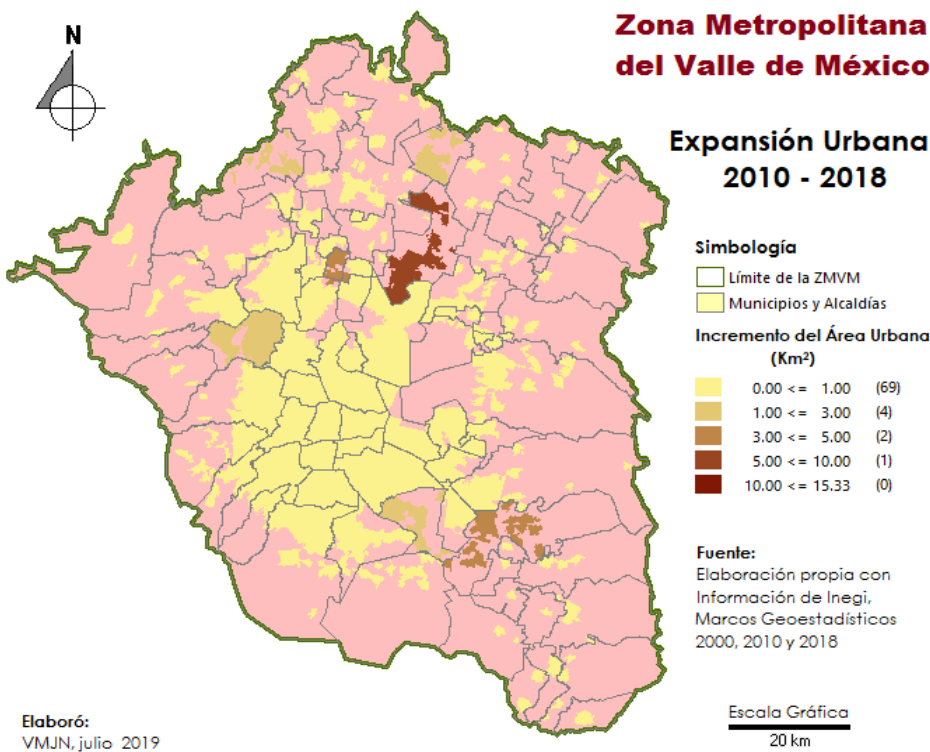 Zona Metropolitana
del Valle de México
N
Expansión Urbana
2010 - 2018
Simbología
Límite de la ZMVM
Municipios y Alcaldías
Incremento del Área Urbana
(Km²)
0.00 <= 1.00 (69)
1.00 <= 3.00 (4)
3.00 <= 5.00 (2)
5.00 <= 10.00 (1)
10.00 <= 15.33 (0)
Fuente:
Elaboración propia con
Información de Inegi,
Marcos Geoestadísticos
2000, 2010 y 2018
Elaboró:
VMJN, julio 2019
Escala Gráfica
20 km